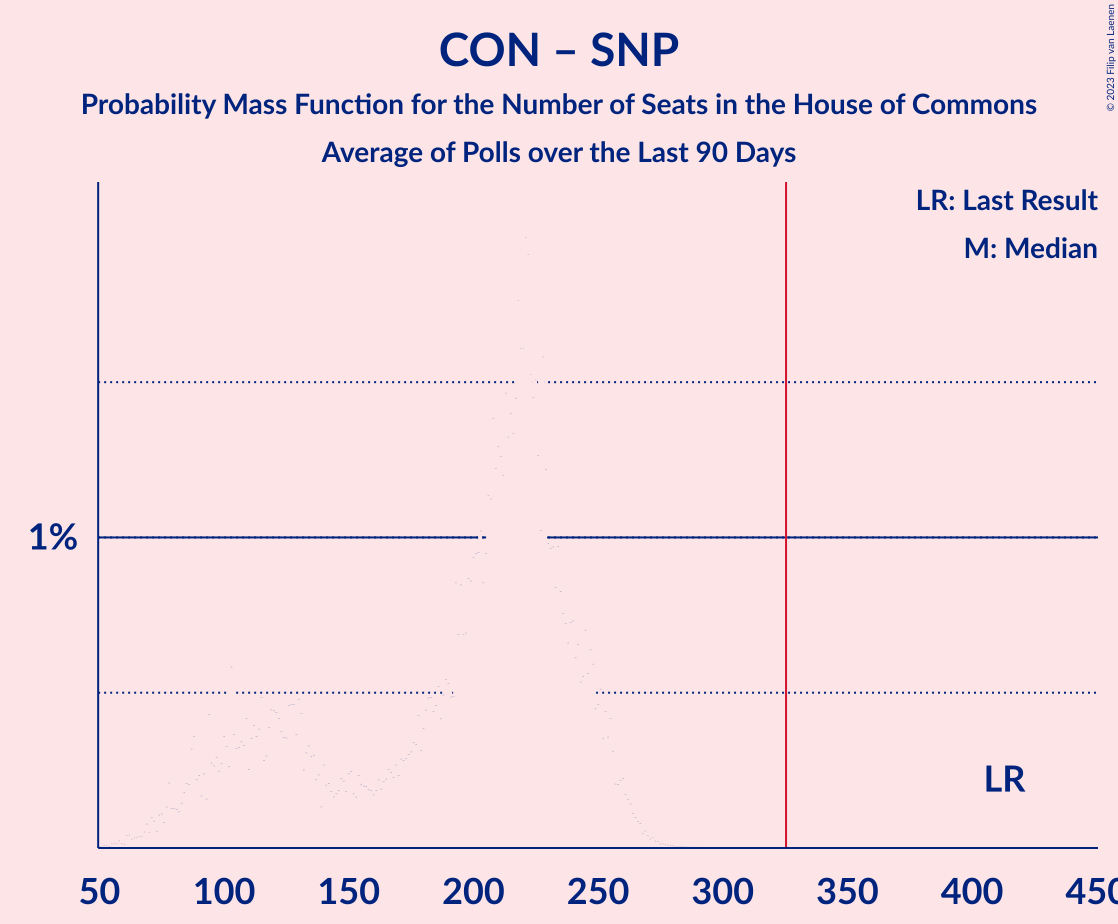 CON – SNP
Probability Mass Function for the Number of Seats in the House of Commons
Average of Polls over the Last 90 Days
© 2023 Filip van Laenen
LR: Last Result
M: Median
1%
LR
50 100 150 200 250 300 350 400 450